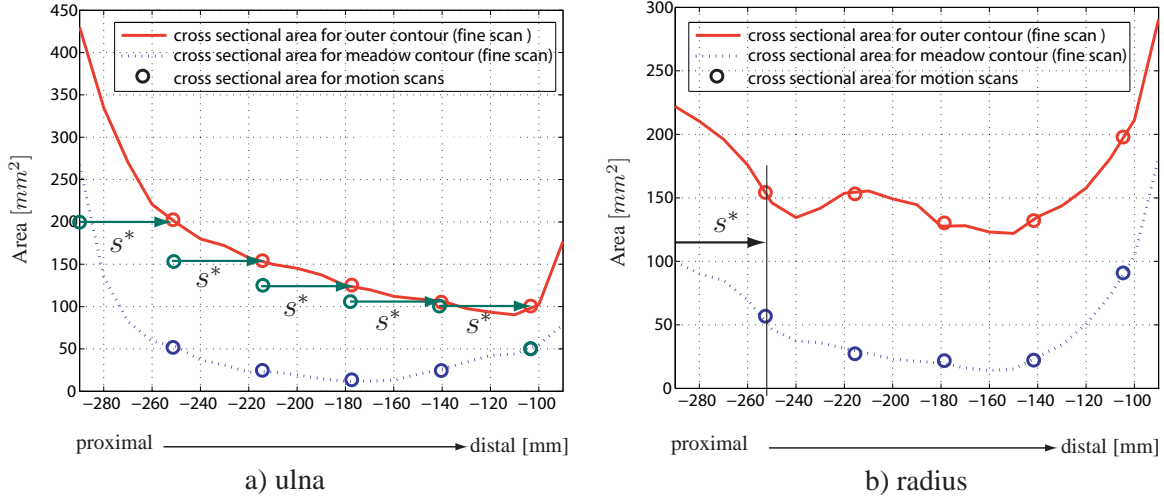 450
400
350
300
250
200
150
100
50
0
Area [mm²]
cross sectional area for outer contour (fine scan )
cross sectional area for meadow contour (fine scan)
cross sectional area for motion scans
s*
s*
s*
s*
s*
−280 −260 −240 −220 −200 −180 −160 −140 −120 −100
proximal distal [mm]
a) ulna
300
250
200
150
100
50
0
Area [mm²]
cross sectional area for outer contour (fine scan )
cross sectional area for meadow contour (fine scan)
cross sectional area for motion scans
s*
−280 −260 −240 −220 −200 −180 −160 −140 −120 −100
proximal distal [mm]
b) radius